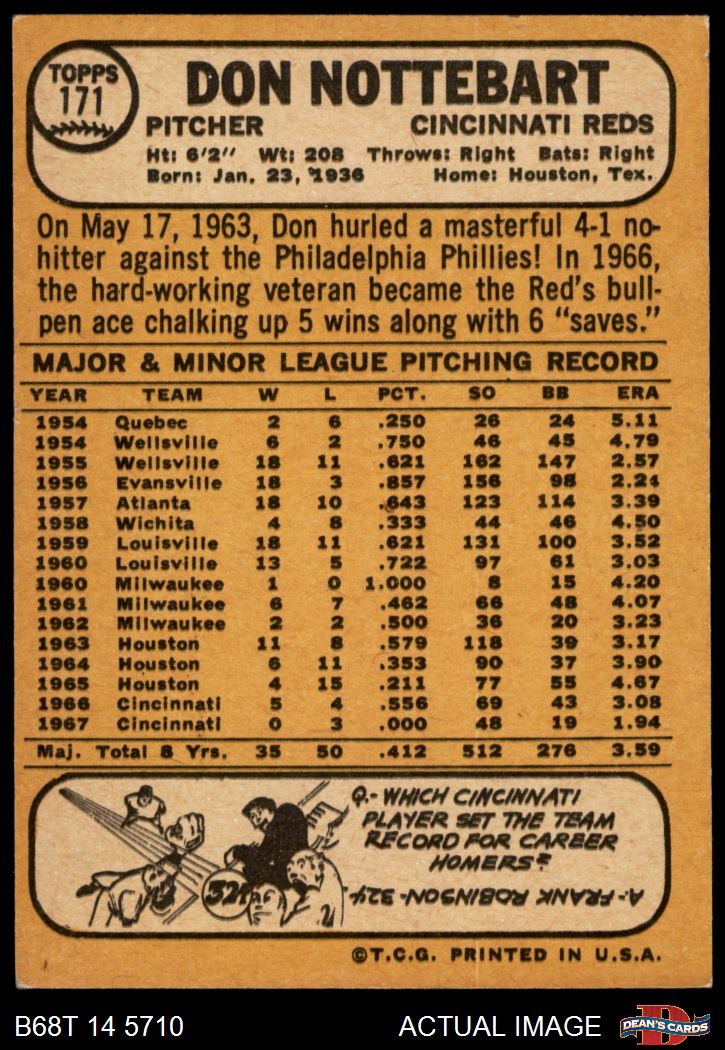 TOPPS
171
DON NOTTEBART
PITCHER CINCINNATI REDS
Ht: 6'2" Wt: 208 Throws: Right Bats: Right
Born: Jan. 23, 1936 Home: Houston, Tex.
On May 17, 1963, Don hurled a masterful 4-1 no-
hitter against the Philadelphia Phillies! In 1966,
the hard-working veteran became the Red's bull-
pen ace chalking up 5 wins along with 6 "saves."
MAJOR & MINOR LEAGUE PITCHING RECORD
YEAR TEAM W L PCT. SO BB ERA
1954 Quebec 2 6 .250 26 24 5.11
1954 Wellsville 6 2 .750 46 45 4.79
1955 Wellsville 18 11 .621 162 147 2.57
1956 Evansville 18 3 .857 156 98 2.24
1957 Atlanta 18 10 .643 123 114 3.39
1958 Wichita 4 8 .333 44 46 4.50
1959 Louisville 18 11 .621 131 100 3.52
1960 Louisville 13 5 .722 97 61 3.03
1960 Milwaukee 1 0 1.000 8 15 4.20
1961 Milwaukee 6 7 .462 66 48 4.07
1962 Milwaukee 2 2 .500 36 20 3.23
1963 Houston 11 8 .579 118 39 3.17
1964 Houston 6 11 .353 90 37 3.90
1965 Houston 4 15 .211 77 55 4.67
1966 Cincinnati 5 4 .556 69 43 3.08
1967 Cincinnati 0 3 .000 48 19 1.94
Maj. Total 8 Yrs. 35 50 .412 512 276 3.59
Q.- WHICH CINCINNATI
PLAYER SET THE TEAM
RECORD FOR CAREER
HOMERS?
324
A.- FRANK ROBINSON-324.
©T.C.G. PRINTED IN U.S.A.
B68T 14 5710 ACTUAL IMAGE
D
DEAN'S CARDS